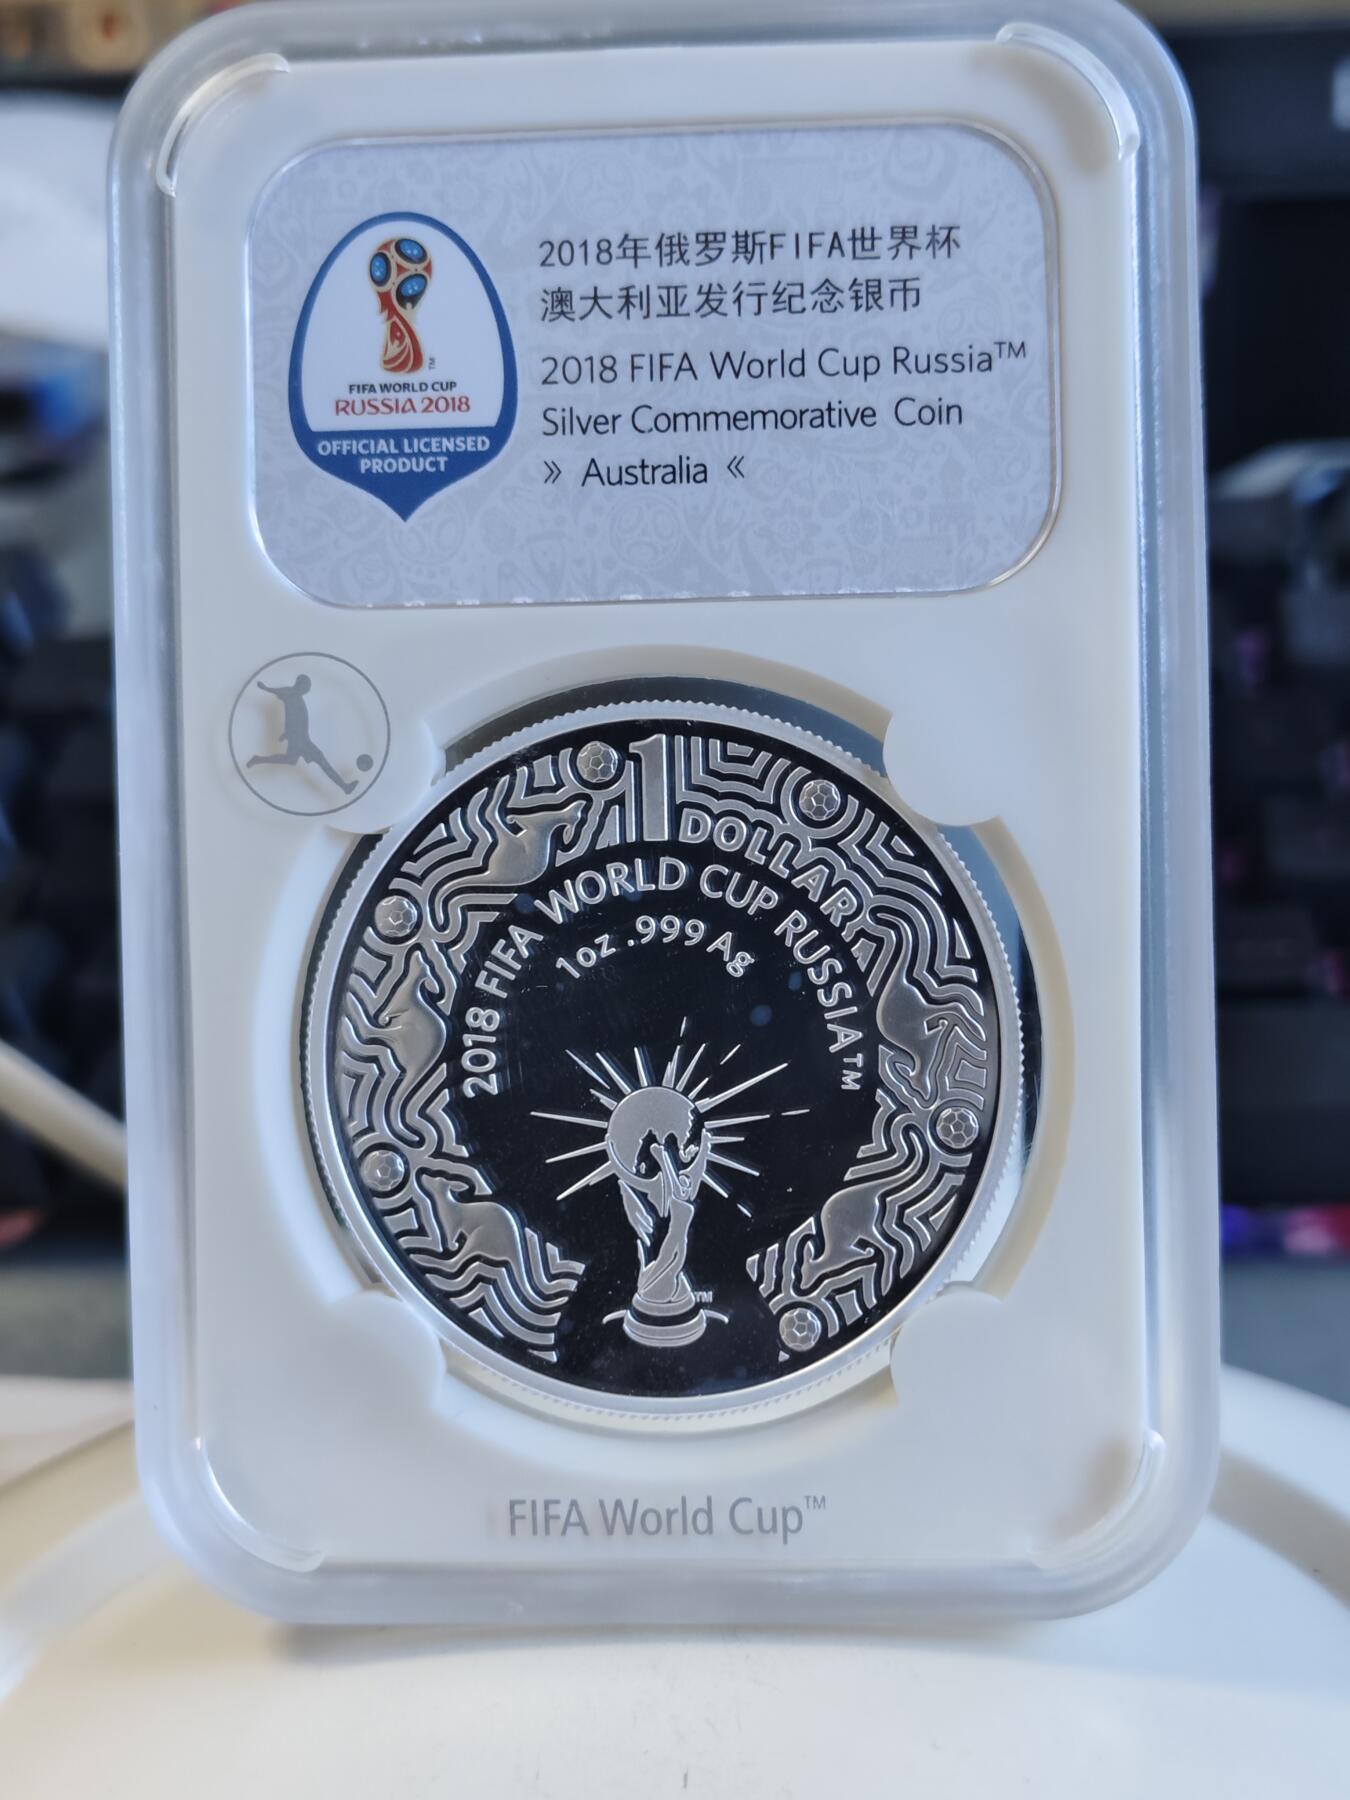 FIFA WORLD CUP
RUSSIA 2018
OFFICIAL LICENSED
PRODUCT
2018年俄罗斯FIFA世界杯
澳大利亚发行纪念银币
2018 FIFA World Cup Russia™
Silver Commemorative Coin
» Australia «
1 DOLLAR
2018 FIFA WORLD CUP RUSSIA™
1oz .999 Ag
TM
FIFA World Cup™